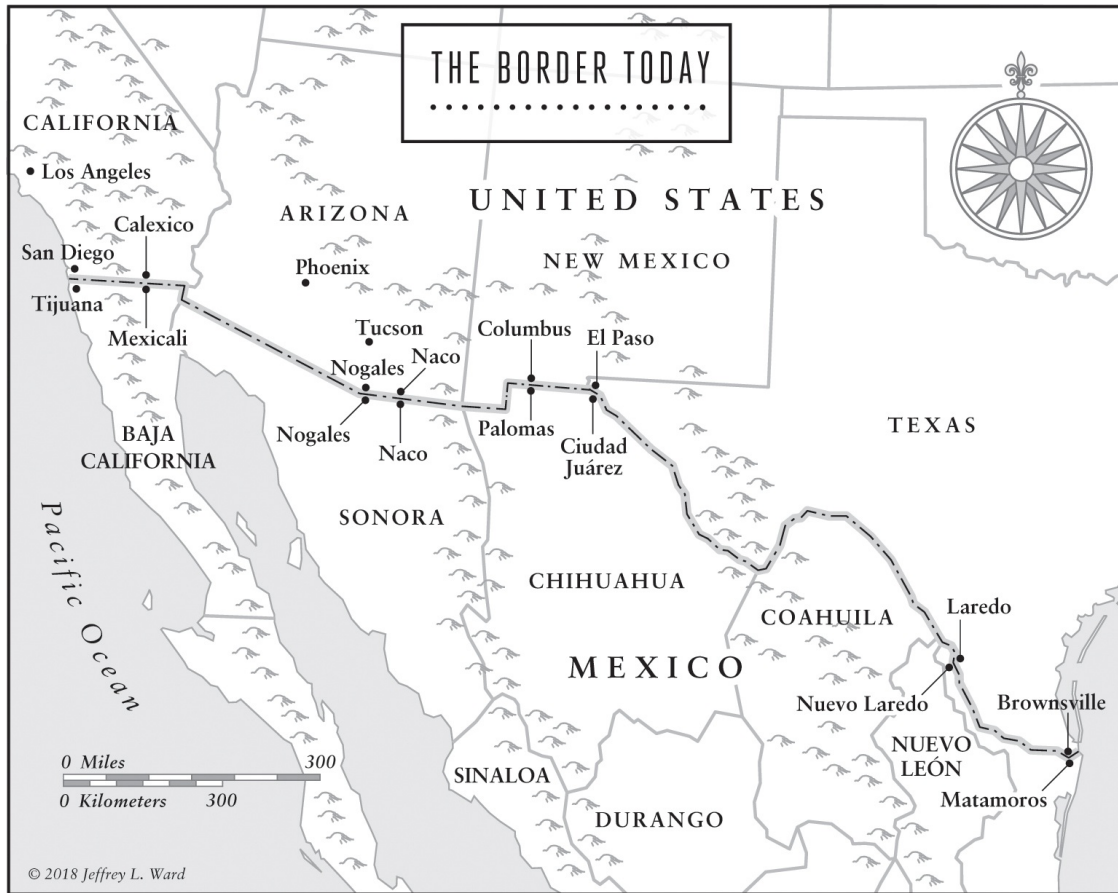 THE BORDER TODAY
CALIFORNIA
Los Angeles
ARIZONA
UNITED STATES
Calexico
San Diego
Phoenix
NEW MEXICO
Tijuana
Mexicali
Tucson
Columbus
El Paso
Nogales
Naco
Nogales
Naco
Palomas
Ciudad
Juárez
TEXAS
BAJA
CALIFORNIA
SONORA
Pacific Ocean
CHIHUAHUA
COAHUILA
Laredo
MEXICO
Nuevo Laredo
Brownsville
NUEVO
LEÓN
0 Miles 300
0 Kilometers 300
SINALOA
Matamoros
DURANGO
© 2018 Jeffrey L. Ward